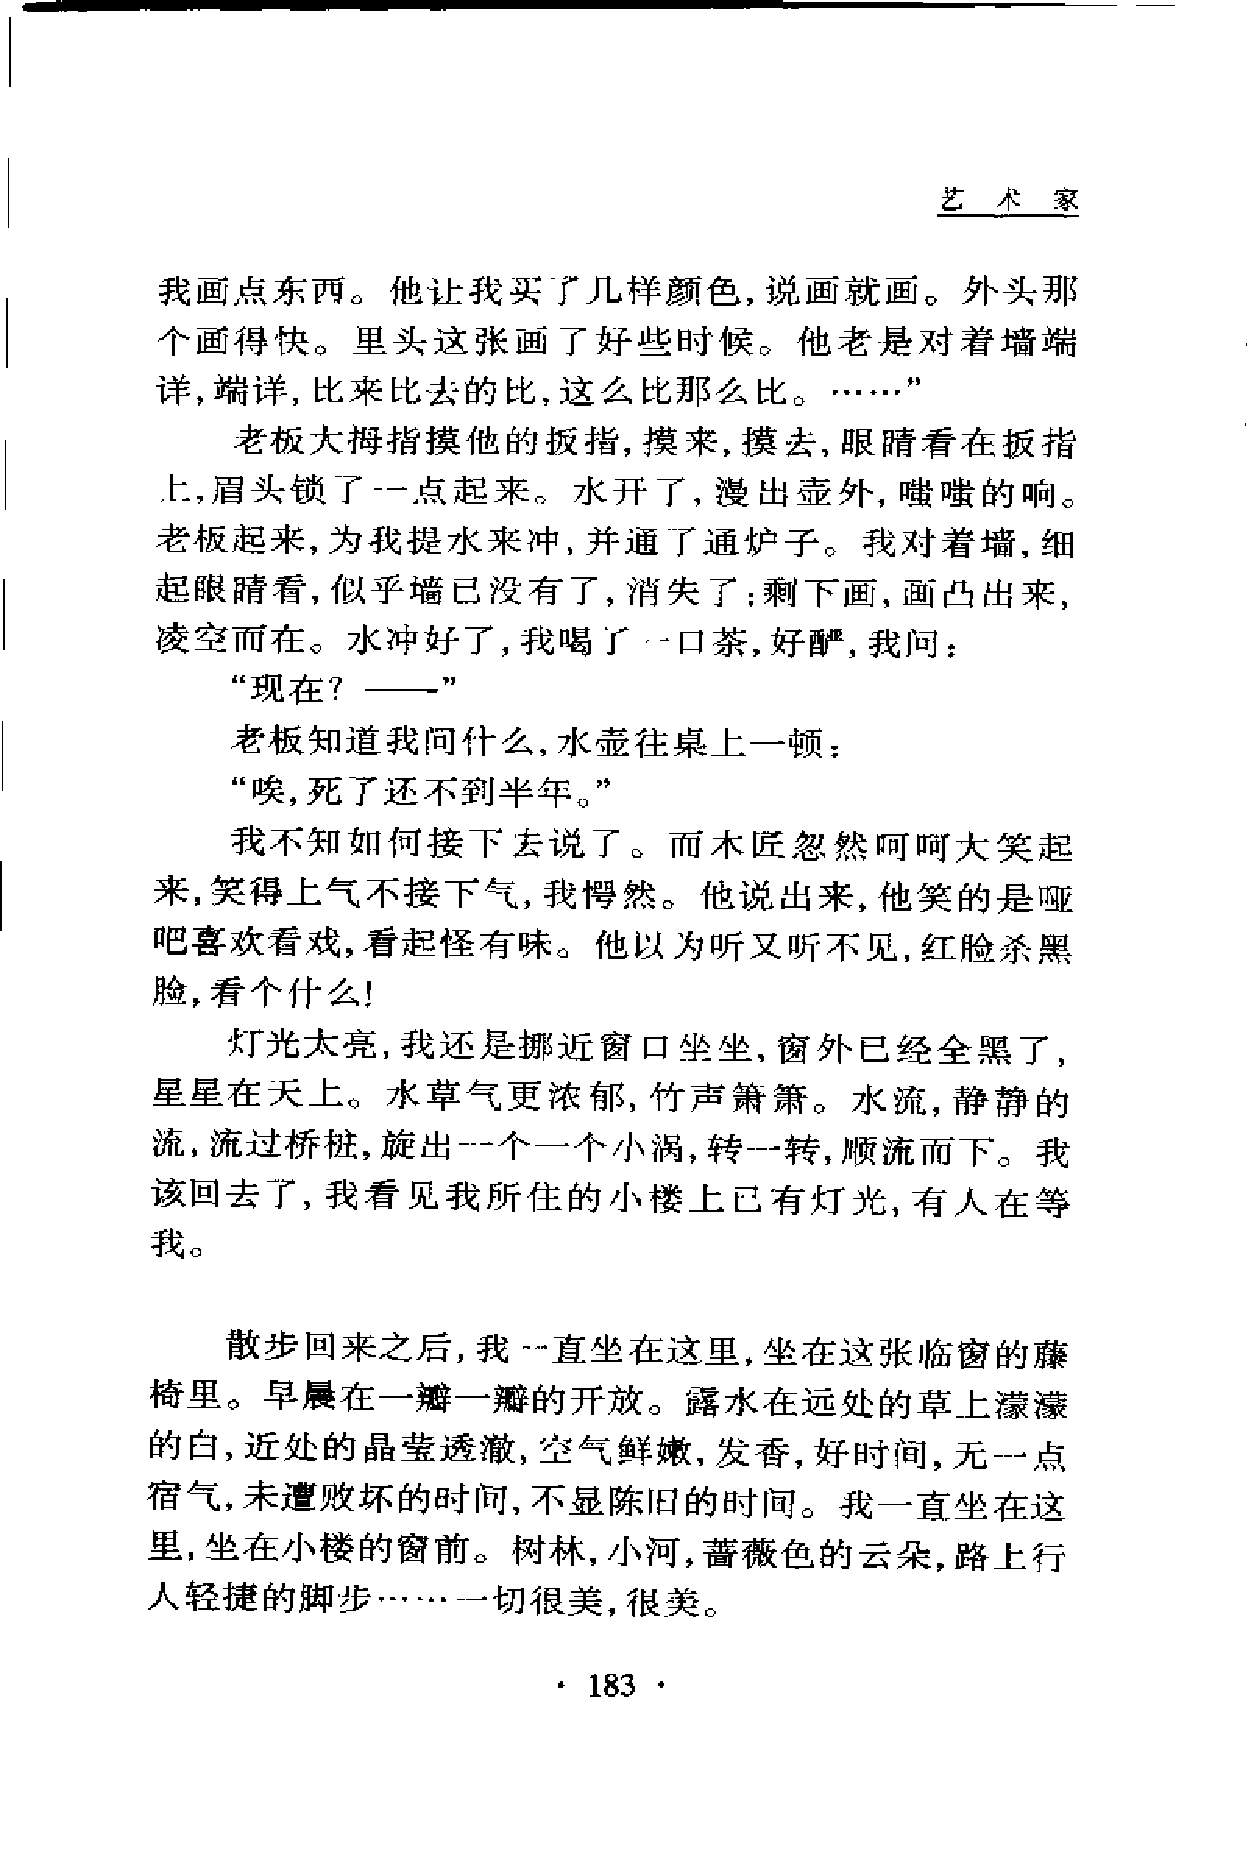 艺术家
我画点东西。他让我买了几样颜色,说画就画。外头那
个画得快。里头这张画了好些时候。他老是对着墙端
详,端详,比来比去的比,这么比那么比。……”
老板大拇指摸他的扳指,摸来,摸去,眼睛看在扳指
上,眉头锁了一点起来。水开了,漫出壶外,嗤嗤的响。
老板起来,为我提水来冲,并通了通炉子。我对着墙,细
起眼睛看,似乎墙已没有了,消失了;剩下画,画凸出来,
凌空而在。水冲好了,我喝了一口茶,好酽,我问:
“现在?——”
老板知道我问什么,水壶往桌上一顿:
“唉,死了还不到半年。”
我不知如何接下去说了。而木匠忽然呵呵大笑起
来,笑得上气不接下气,我愕然。他说出来,他笑的是哑
吧喜欢看戏,看起怪有味。他以为听又听不见,红脸杀黑
脸,看个什么!
灯光太亮,我还是挪近窗口坐坐,窗外已经全黑了,
星星在天上。水草气更浓郁,竹声箫箫。水流,静静的
流,流过桥桩,旋出一个一个小涡,转一转,顺流而下。我
该回去了,我看见我所住的小楼上已有灯光,有人在等
我。
散步回来之后,我一直坐在这里,坐在这张临窗的藤
椅里。早晨在一瓣一瓣的开放。露水在远处的草上濛濛
的白,近处的晶莹透澈,空气鲜嫩,发香,好时间,无一点
宿气,未遭败坏的时间,不显陈旧的时间。我一直坐在这
里,坐在小楼的窗前。树林,小河,蔷薇色的云朵,路上行
人轻捷的脚步……一切很美,很美。
· 183 ·